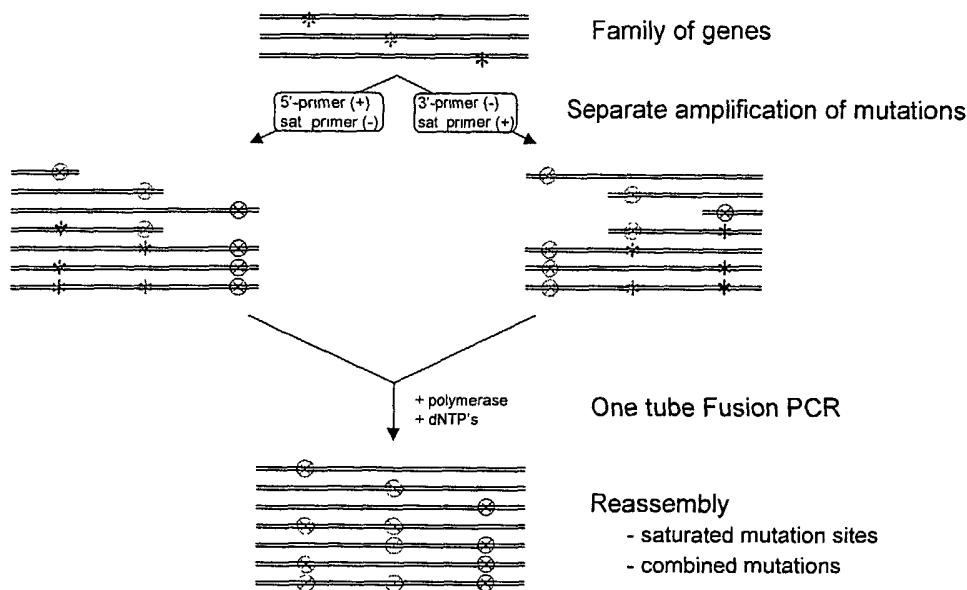 Family of genes
5'-primer (+)
sat primer (-)
3'-primer (-)
sat primer (+)
Separate amplification of mutations
+ polymerase
+ dNTP's
One tube Fusion PCR
Reassembly
- saturated mutation sites
- combined mutations